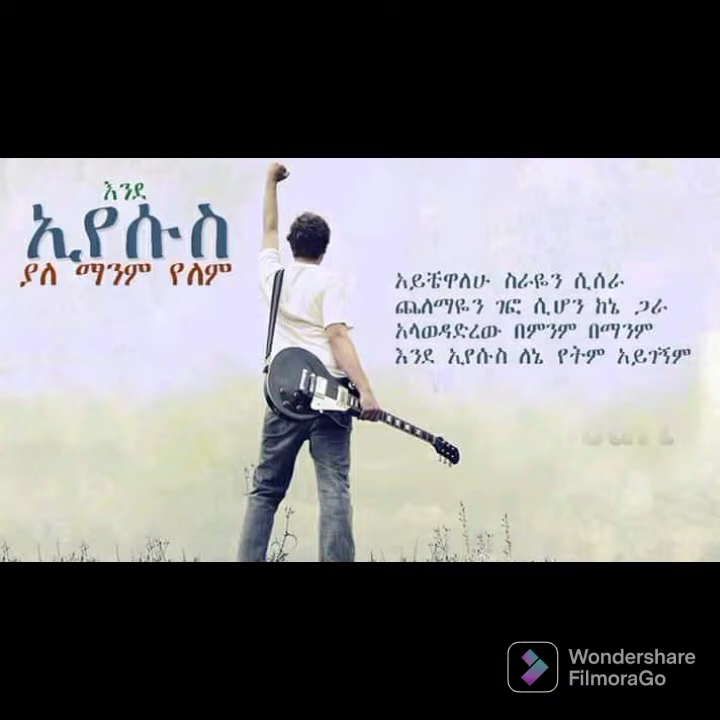 እንደ
ኢየሱስ
ያለ ማንም የለም
አይቼዋለሁ ስራዬን ሲሰራ
ጨለማዬን ገፎ ሲሆን ከኔ ጋራ
አላወዳድረው በምንም በማንም
እንደ ኢየሱስ ለኔ የትም አይገኝም
Wondershare
FilmoraGo